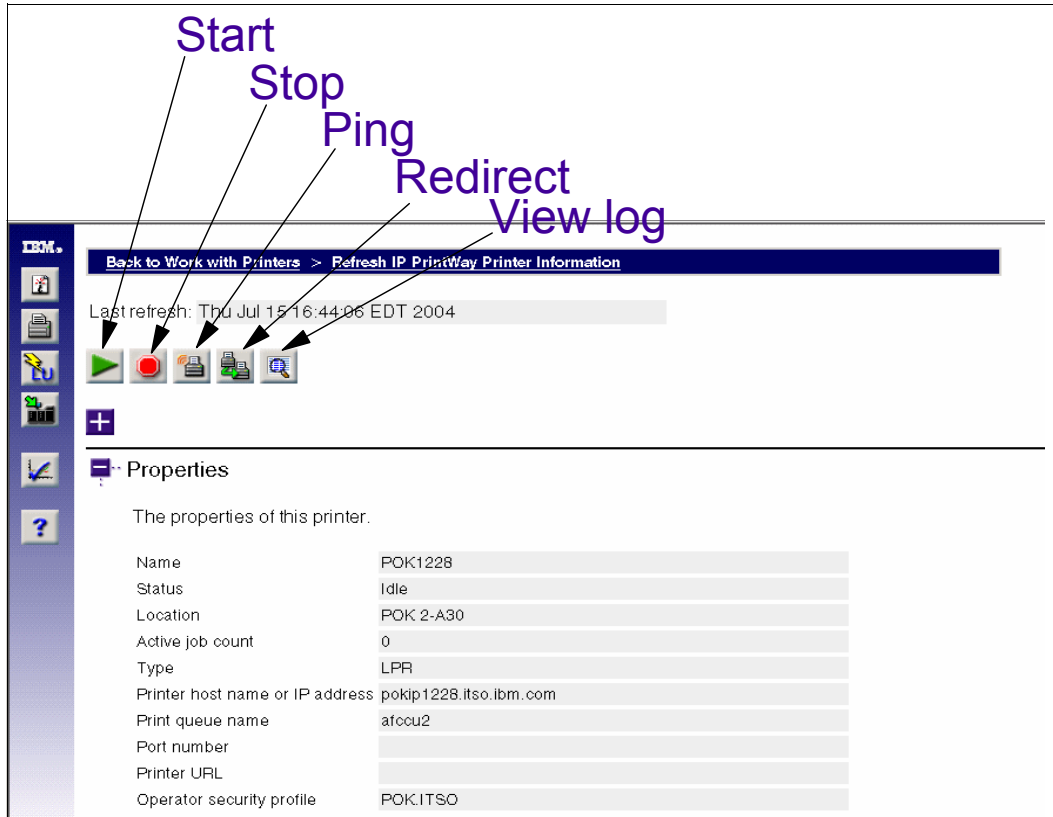 Start
Stop
Ping
Redirect
View log
IBM.
Back to Work with Printers > Refresh IP PrintWay Printer Information
Last refresh: Thu Jul 15 16:44:06 EDT 2004
LU
Properties
The properties of this printer.
Name POK1228
Status Idle
Location POK 2-A30
Active job count 0
Type LPR
Printer host name or IP address pokip1228.itso.ibm.com
Print queue name afccu2
Port number
Printer URL
Operator security profile POK.ITSO
?